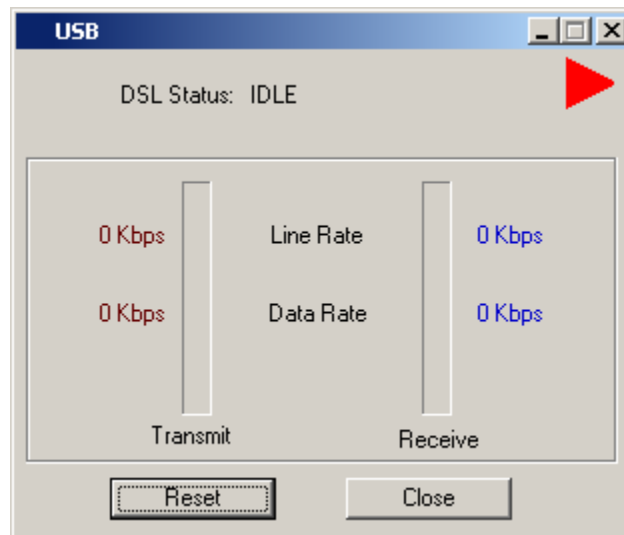 USB
DSL Status: IDLE
0 Kbps Line Rate 0 Kbps
0 Kbps Data Rate 0 Kbps
Transmit Receive
Reset Close